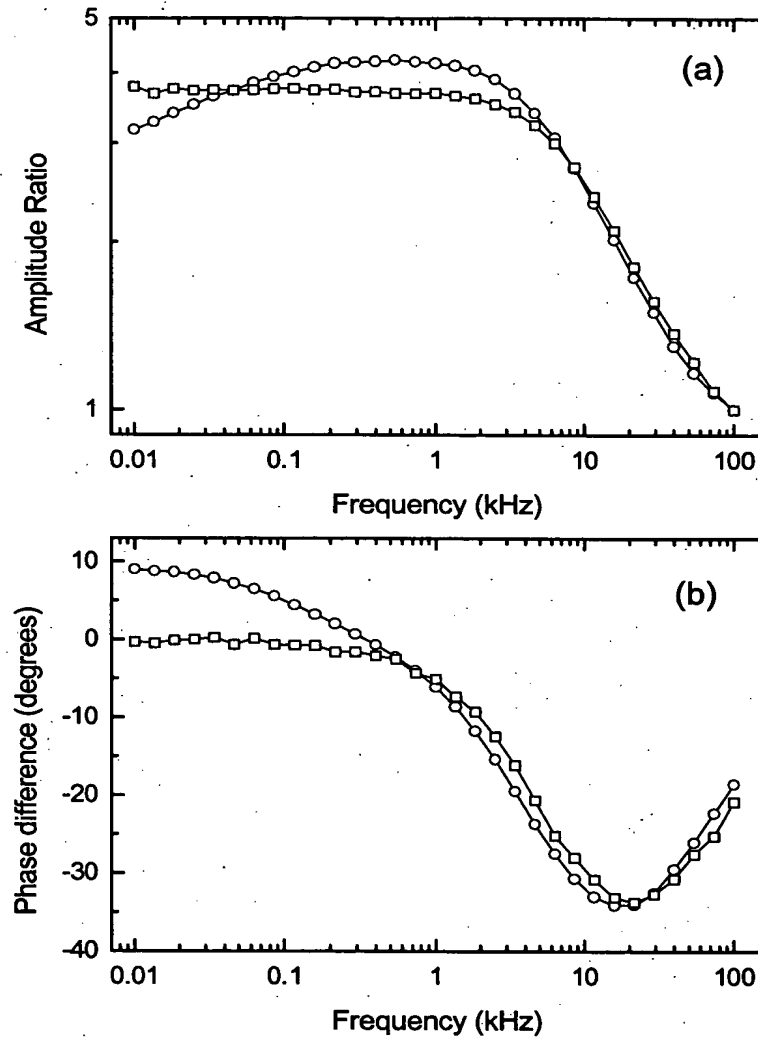 5
(a)
Amplitude Ratio
1
0.01 0.1 1 10 100
Frequency (kHz)
10
(b)
0
-10
-20
-30
-40
Phase difference (degrees)
0.01 0.1 1 10 100
Frequency (kHz)